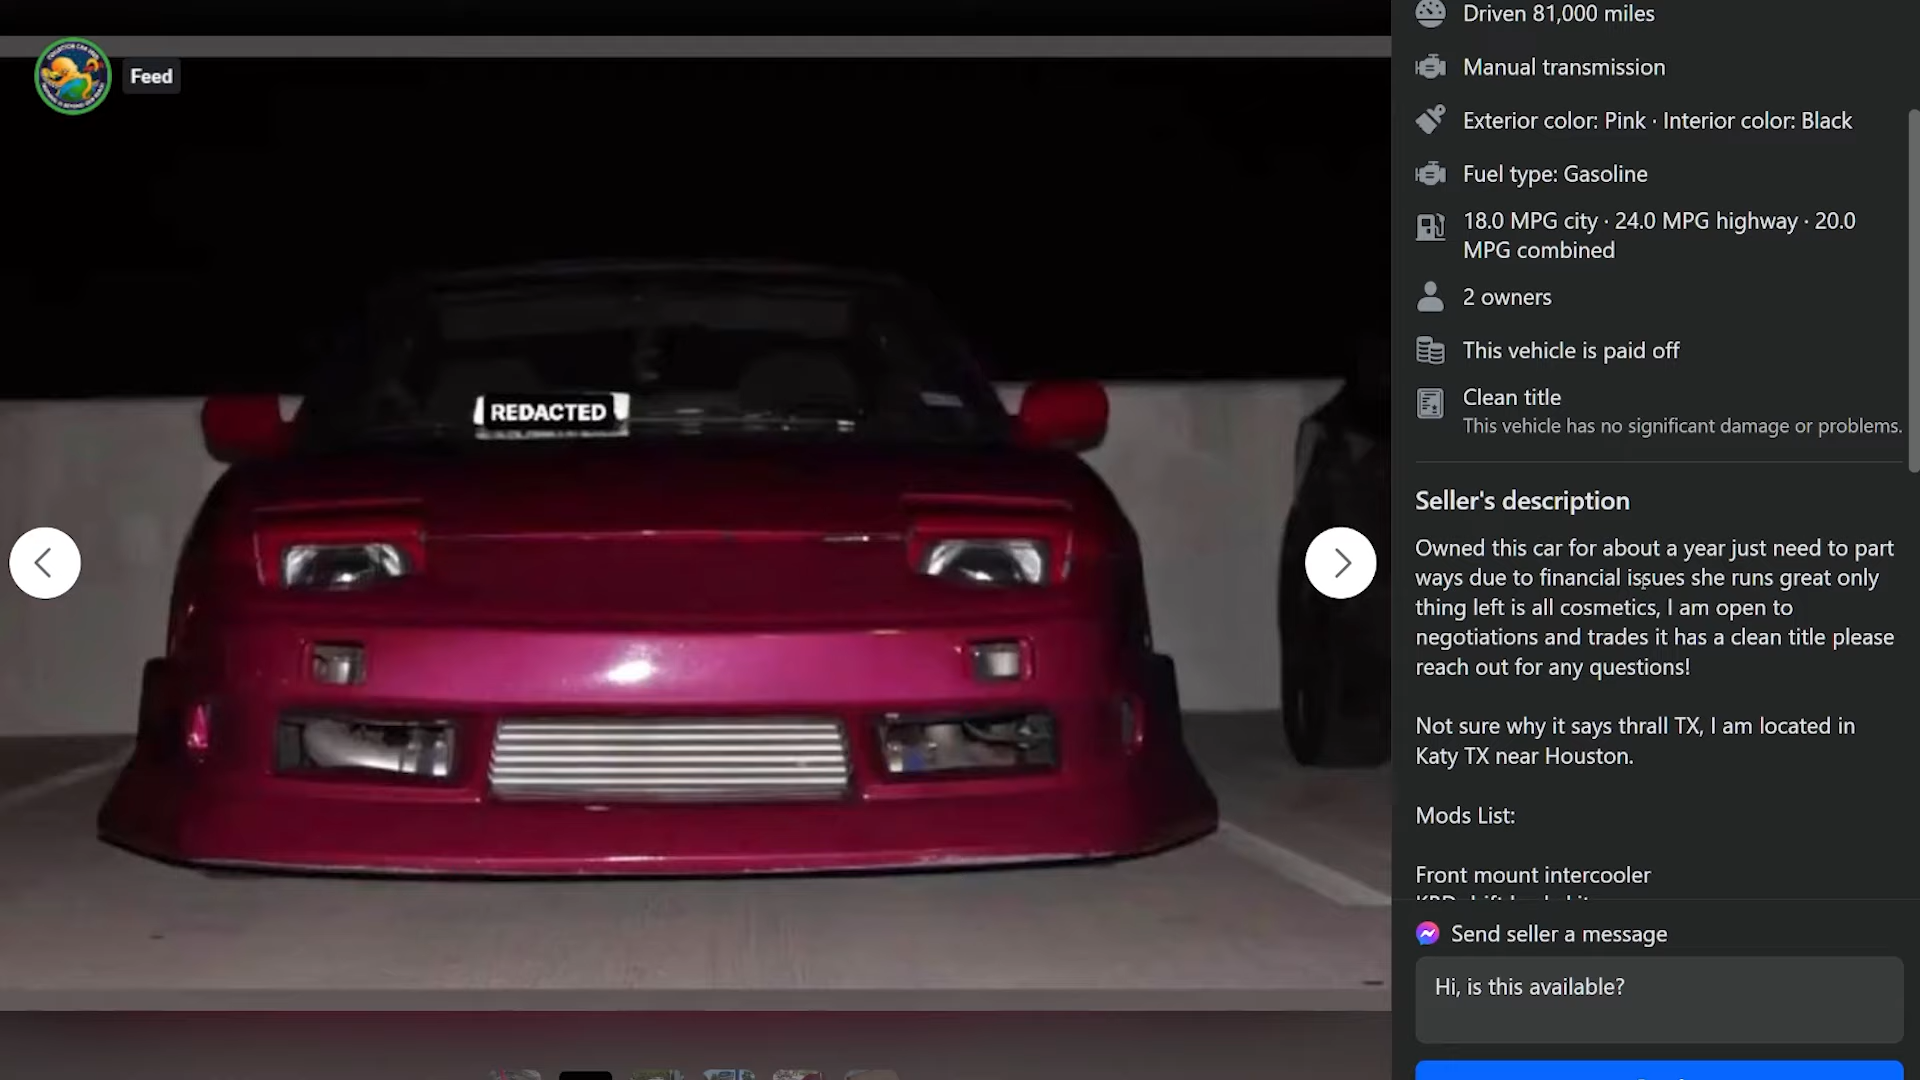 Feed
REDACTED
Driven 81,000 miles
Manual transmission
Exterior color: Pink · Interior color: Black
Fuel type: Gasoline
18.0 MPG city · 24.0 MPG highway · 20.0
MPG combined
2 owners
This vehicle is paid off
Clean title
This vehicle has no significant damage or problems.
Seller's description
Owned this car for about a year just need to part
ways due to financial issues she runs great only
thing left is all cosmetics, I am open to
negotiations and trades it has a clean title please
reach out for any questions!
Not sure why it says thrall TX, I am located in
Katy TX near Houston.
Mods List:
Front mount intercooler
Send seller a message
Hi, is this available?